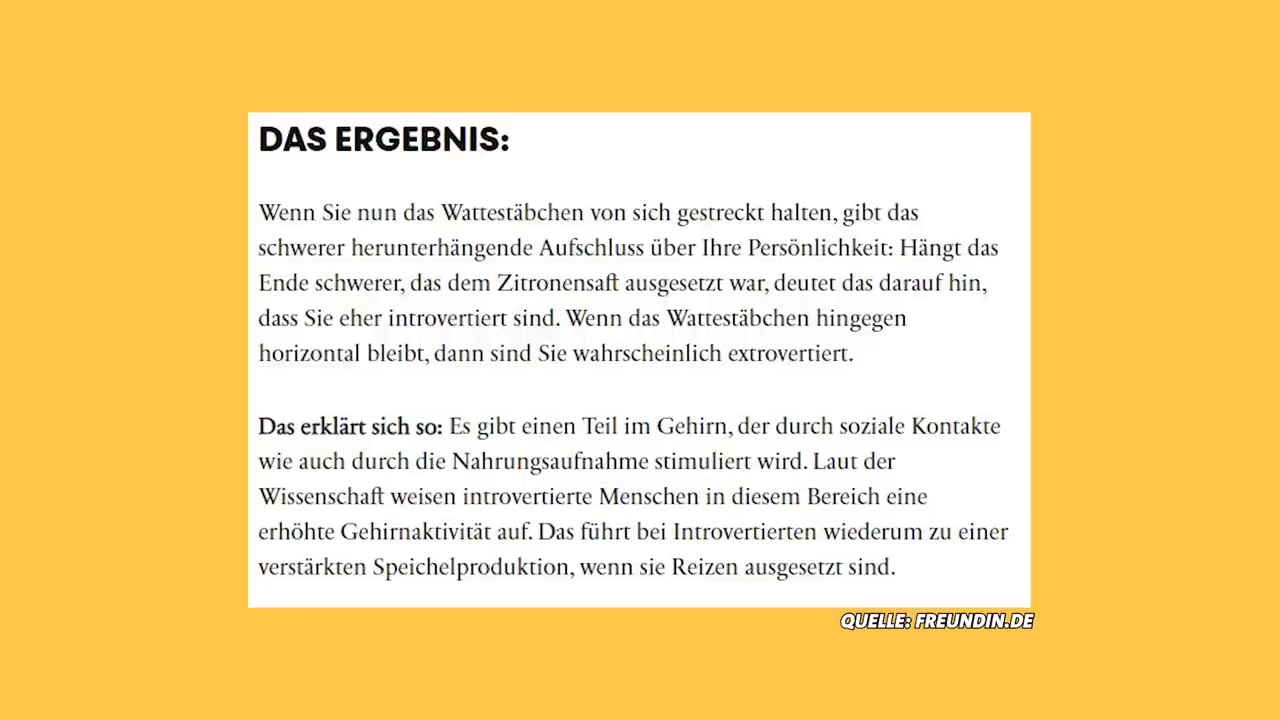 DAS ERGEBNIS:
Wenn Sie nun das Wattestäbchen von sich gestreckt halten, gibt das
schwerer herunterhängende Aufschluss über Ihre Persönlichkeit: Hängt das
Ende schwerer, das dem Zitronensaft ausgesetzt war, deutet das darauf hin,
dass Sie eher introvertiert sind. Wenn das Wattestäbchen hingegen
horizontal bleibt, dann sind Sie wahrscheinlich extrovertiert.
Das erklärt sich so: Es gibt einen Teil im Gehirn, der durch soziale Kontakte
wie auch durch die Nahrungsaufnahme stimuliert wird. Laut der
Wissenschaft weisen introvertierte Menschen in diesem Bereich eine
erhöhte Gehirnaktivität auf. Das führt bei Introvertierten wiederum zu einer
verstärkten Speichelproduktion, wenn sie Reizen ausgesetzt sind.
QUELLE: FREUNDIN.DE